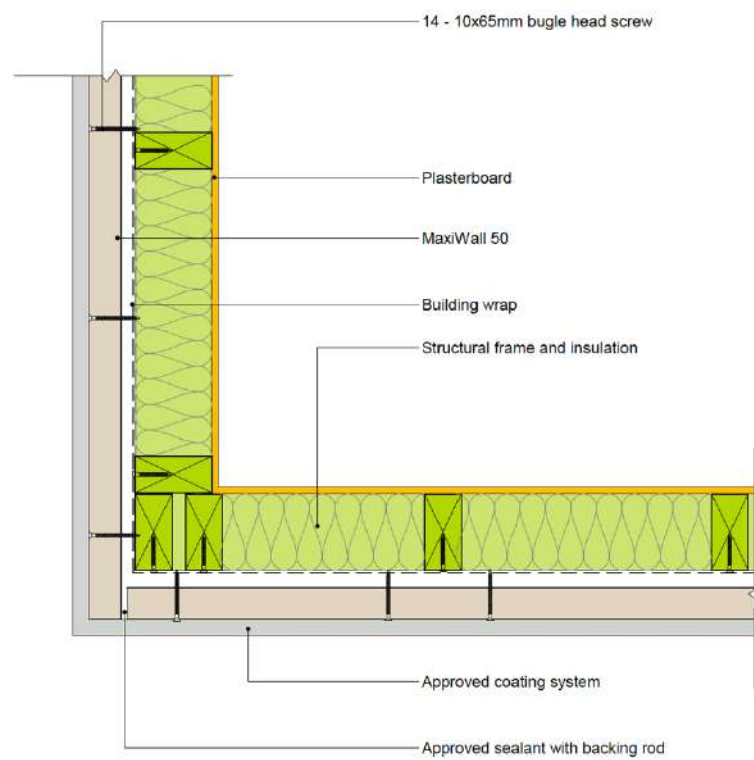 14 - 10x65mm bugle head screw
Plasterboard
MaxiWall 50
Building wrap
Structural frame and insulation
Approved coating system
Approved sealant with backing rod